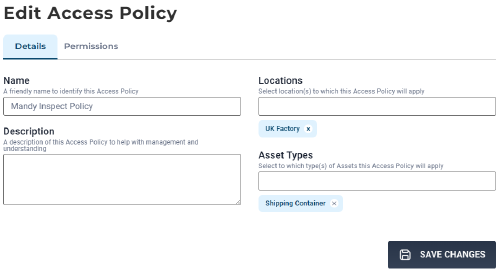 Edit Access Policy
Details
Permissions
Name
A friendly name to identify this Access Policy
Mandy Inspect Policy
Description
A description of this Access Policy to help with management and
understanding
Locations
Select location(s) to which this Access Policy will apply
UK Factory x
Asset Types
Select to which type(s) of Assets this Access Policy will apply
Shipping Container x
SAVE CHANGES